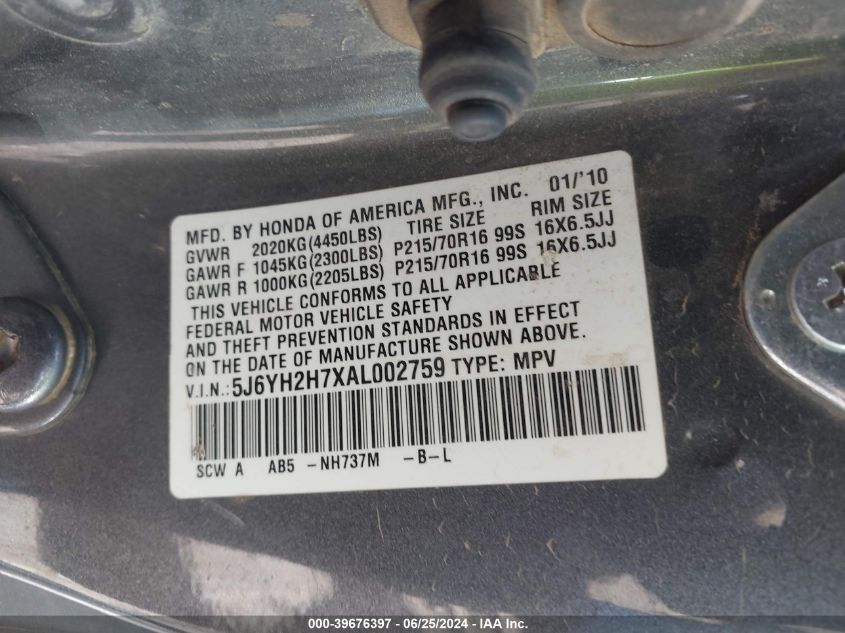 MFD. BY HONDA OF AMERICA MFG., INC. 01/'10
GVWR 2020KG(4450LBS) TIRE SIZE RIM SIZE
GAWR F 1045KG(2300LBS) P215/70R16 99S 16X6.5JJ
GAWR R 1000KG(2205LBS) P215/70R16 99S 16X6.5JJ
THIS VEHICLE CONFORMS TO ALL APPLICABLE
FEDERAL MOTOR VEHICLE SAFETY
AND THEFT PREVENTION STANDARDS IN EFFECT
ON THE DATE OF MANUFACTURE SHOWN ABOVE.
V.I.N.: 5J6YH2H7XAL002759 TYPE: MPV
SCW A AB5 -NH737M -B-L
000-39676397 - 06/25/2024 - IAAI.COM